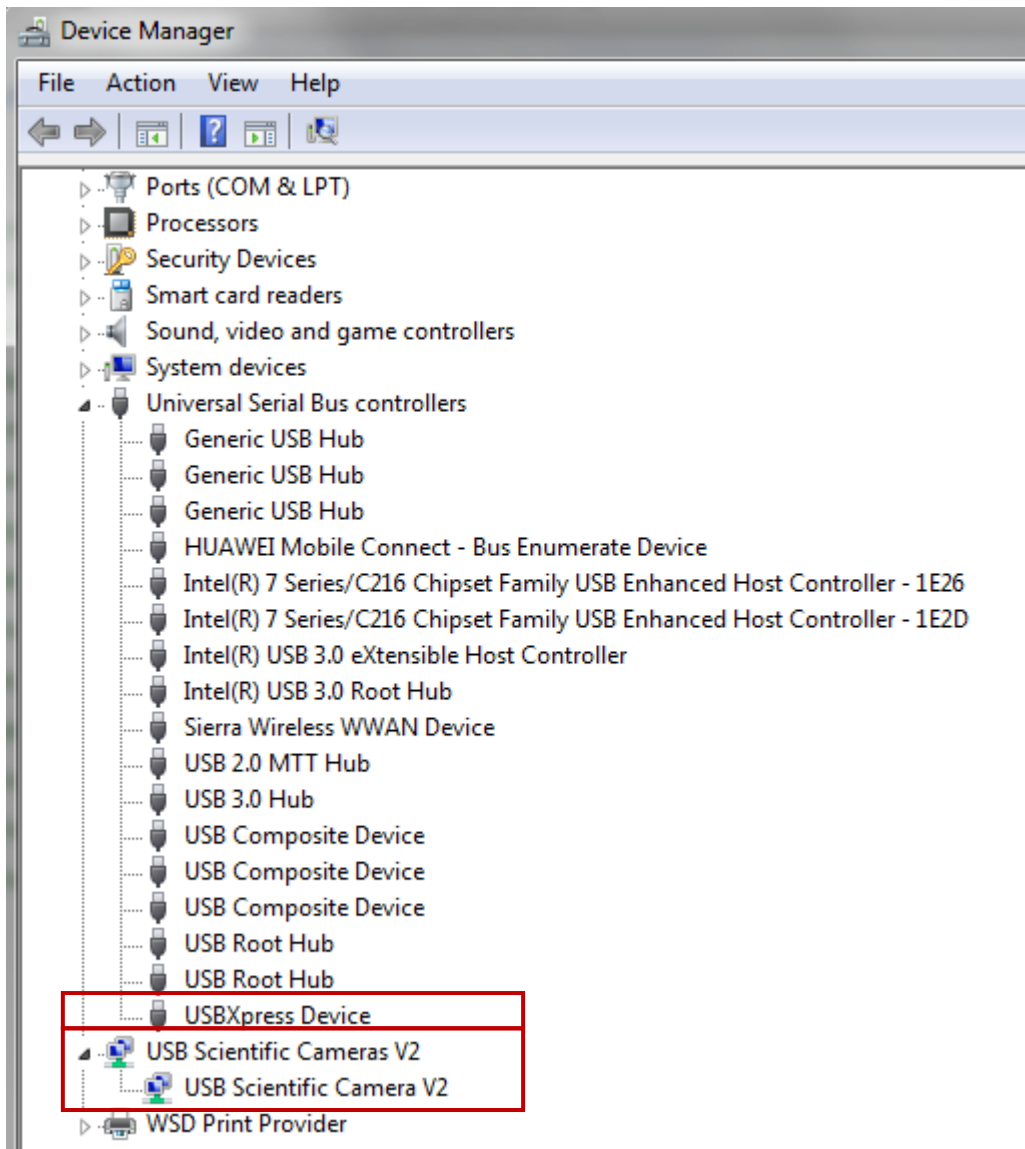 Device Manager
File Action View Help
Ports (COM & LPT)
Processors
Security Devices
Smart card readers
Sound, video and game controllers
System devices
Universal Serial Bus controllers
Generic USB Hub
Generic USB Hub
Generic USB Hub
HUAWEI Mobile Connect - Bus Enumerate Device
Intel(R) 7 Series/C216 Chipset Family USB Enhanced Host Controller - 1E26
Intel(R) 7 Series/C216 Chipset Family USB Enhanced Host Controller - 1E2D
Intel(R) USB 3.0 eXtensible Host Controller
Intel(R) USB 3.0 Root Hub
Sierra Wireless WWAN Device
USB 2.0 MTT Hub
USB 3.0 Hub
USB Composite Device
USB Composite Device
USB Composite Device
USB Root Hub
USB Root Hub
USBXpress Device
USB Scientific Cameras V2
USB Scientific Camera V2
WSD Print Provider